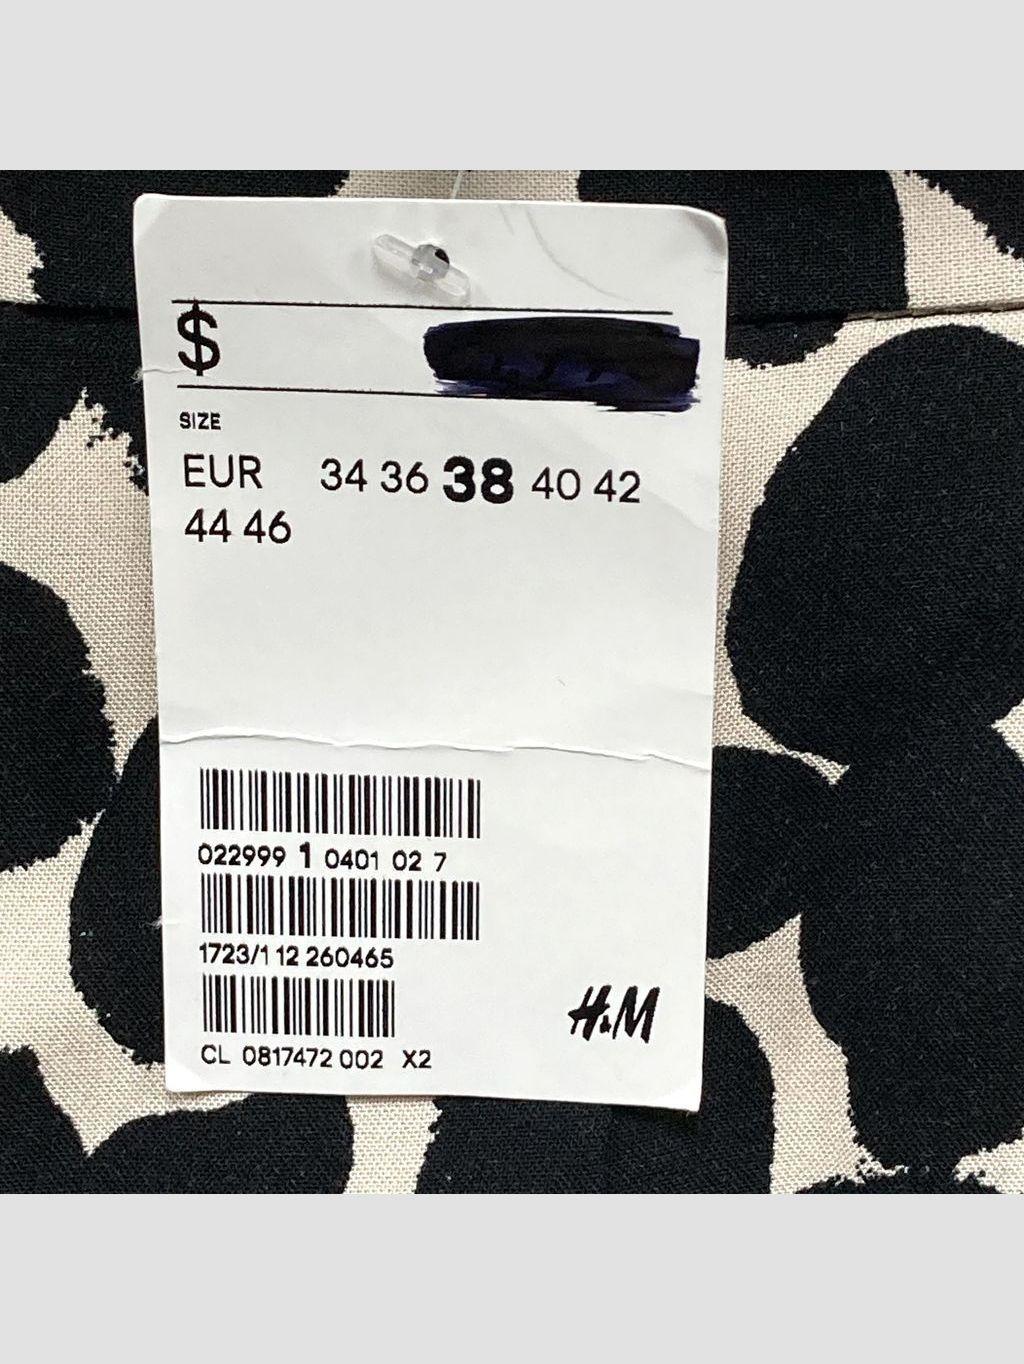 $
SIZE
EUR 34 36 38 40 42
44 46
022999 1 0401 02 7
1723/1 12 260465
H&M
CL 0817472 002 X2